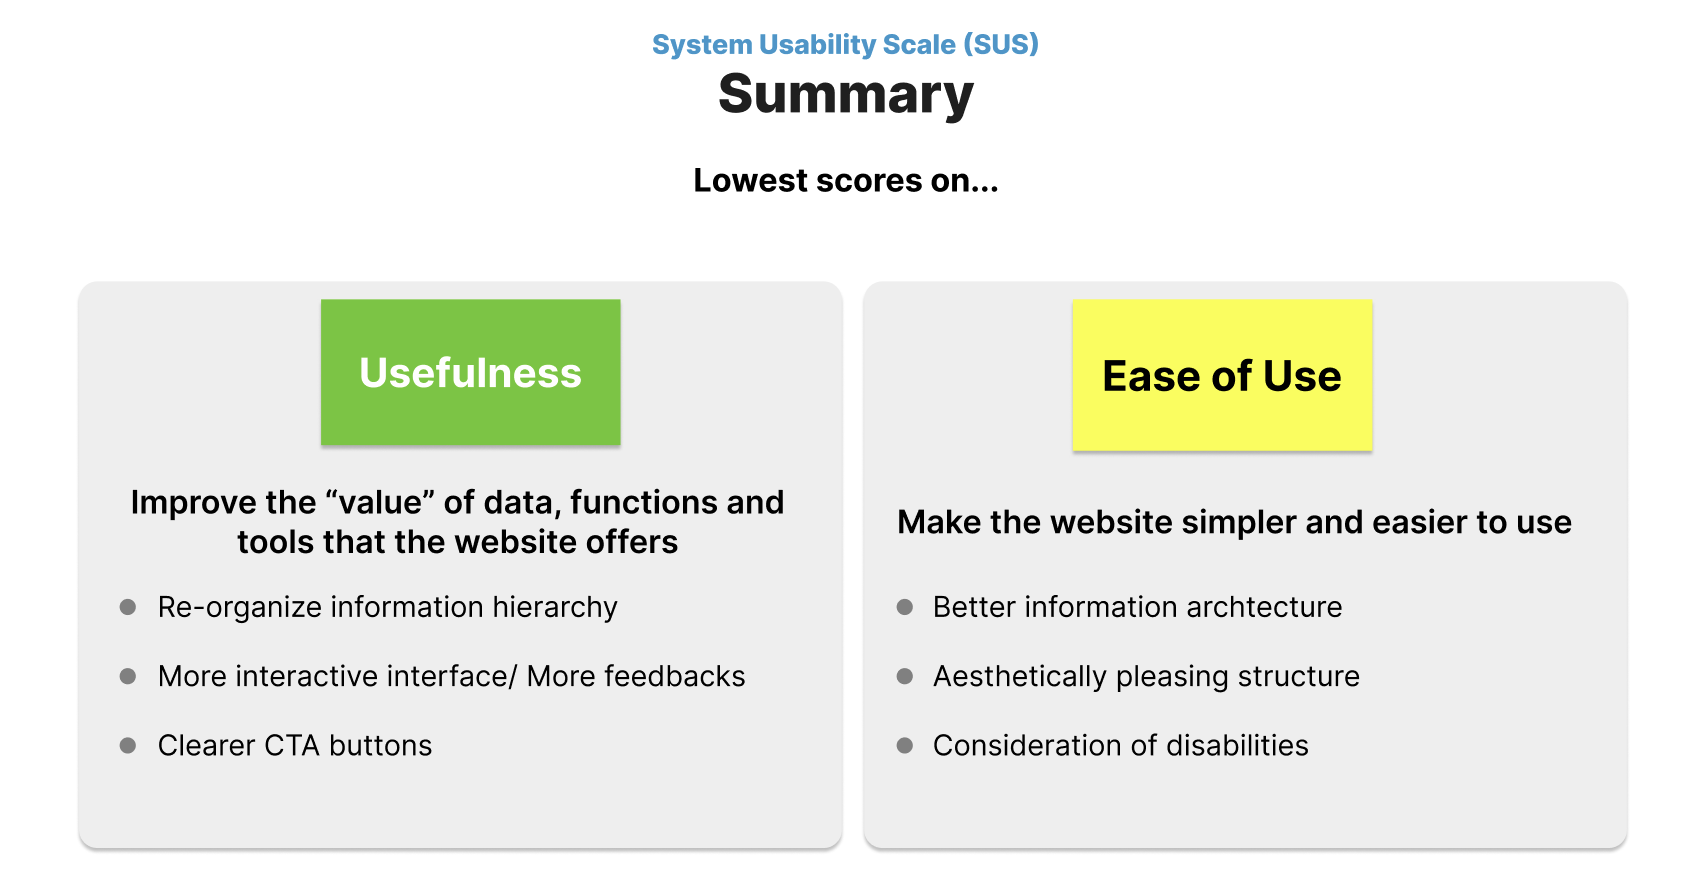 System Usability Scale (SUS)
Summary
Lowest scores on...
Usefulness
Improve the “value” of data, functions and
tools that the website offers
Re-organize information hierarchy
More interactive interface/ More feedbacks
Clearer CTA buttons
Ease of Use
Make the website simpler and easier to use
Better information archtecture
Aesthetically pleasing structure
Consideration of disabilities